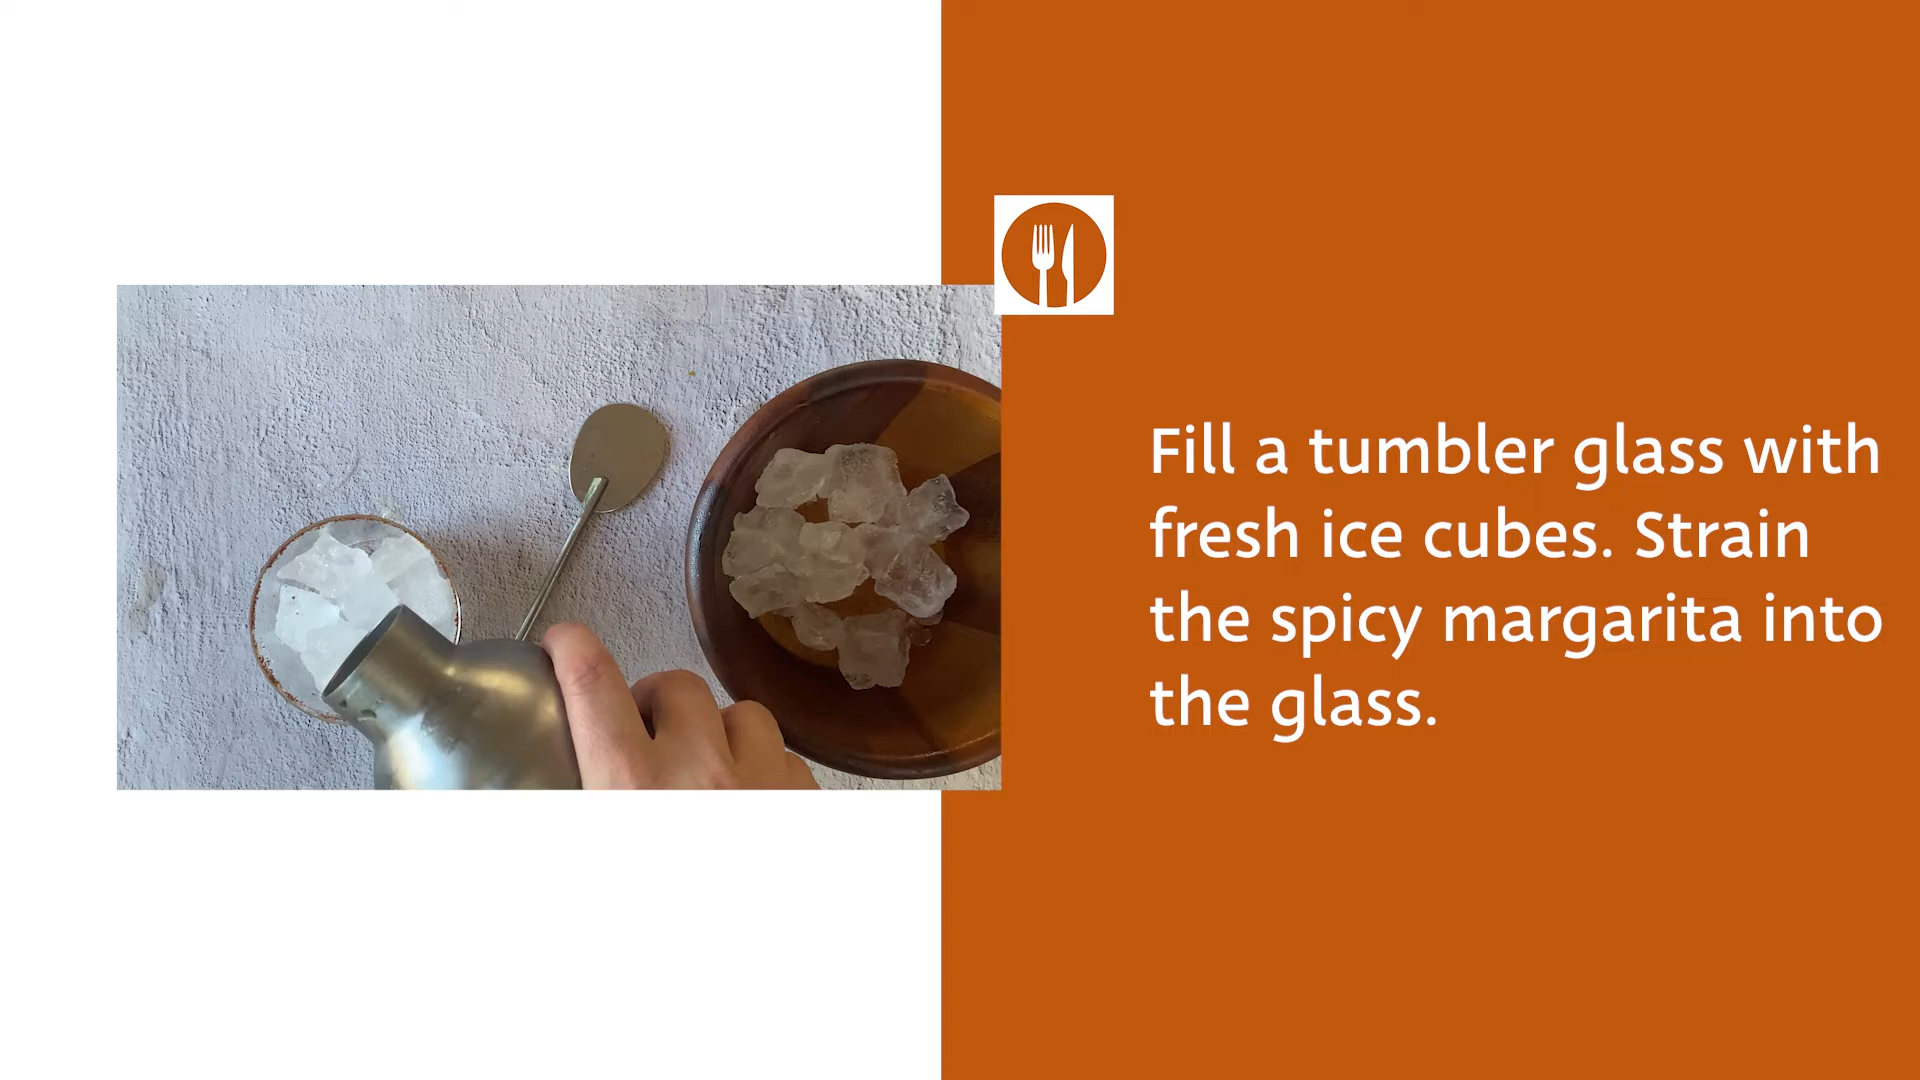 Fill a tumbler glass with
fresh ice cubes. Strain
the spicy margarita into
the glass.